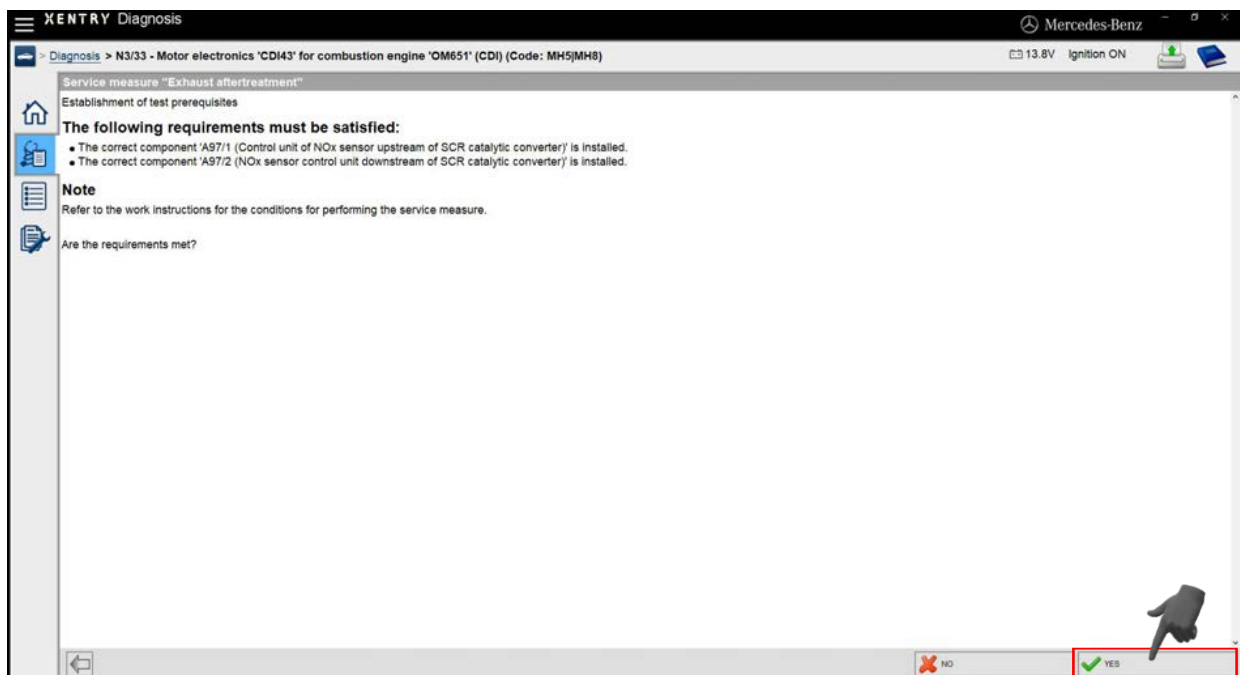 XENTRY Diagnosis
Mercedes-Benz
> Diagnosis > N3/33 - Motor electronics 'CDI43' for combustion engine 'OM651' (CDI) (Code: MH5|MH8)
13.8V Ignition ON
Service measure "Exhaust aftertreatment"
Establishment of test prerequisites
The following requirements must be satisfied:
• The correct component 'A97/1 (Control unit of NOx sensor upstream of SCR catalytic converter)' is installed.
• The correct component 'A97/2 (NOx sensor control unit downstream of SCR catalytic converter)' is installed.
Note
Refer to the work instructions for the conditions for performing the service measure.
Are the requirements met?
NO
YES